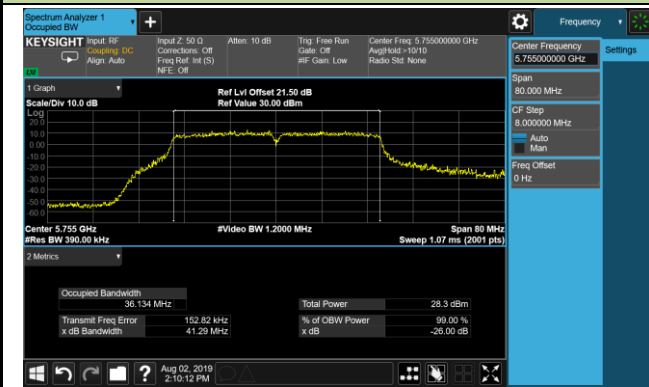 Spectrum Analyzer 1
Occupied BW
+
Frequency
KEYSIGHT
Input: RF
Coupling: DC
Align: Auto
Input Z: 50 Ω
Corrections: Off
Freq Ref: Int (S)
NFE: Off
Atten: 10 dB
Trig: Free Run
Gate: Off
#IF Gain: Low
Center Freq: 5.755000000 GHz
Avg|Hold:>10/10
Radio Std: None
Center Frequency
5.755000000 GHz
Settings
Span
80.000 MHz
CF Step
8.000000 MHz
Auto
Man
Freq Offset
0 Hz
1 Graph
Scale/Div 10.0 dB
Ref Lvl Offset 21.50 dB
Ref Value 30.00 dBm
Log
20.0
10.0
0.00
-10.0
-20.0
-30.0
-40.0
-50.0
-60.0
Center 5.755 GHz
#Res BW 390.00 kHz
#Video BW 1.2000 MHz
Span 80 MHz
Sweep 1.07 ms (2001 pts)
2 Metrics
Occupied Bandwidth
36.134 MHz
Total Power 28.3 dBm
Transmit Freq Error 152.82 kHz
% of OBW Power 99.00 %
x dB Bandwidth 41.29 MHz
x dB -26.00 dB
?
Aug 02, 2019
2:10:12 PM